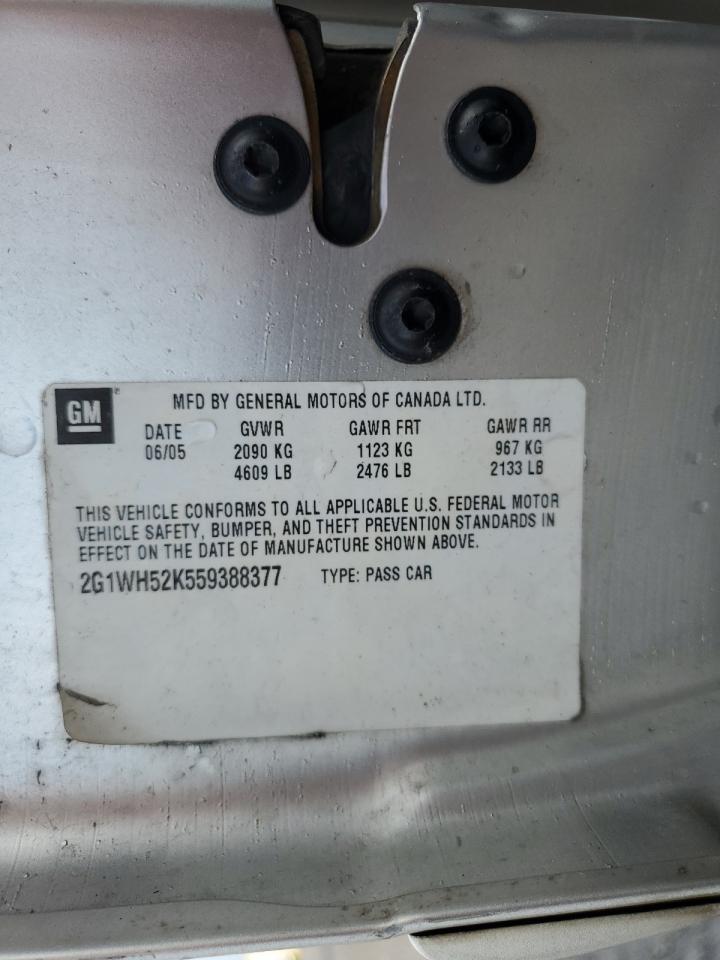 GM
MFD BY GENERAL MOTORS OF CANADA LTD.
DATE GVWR GAWR FRT GAWR RR
06/05 2090 KG 1123 KG 967 KG
4609 LB 2476 LB 2133 LB
THIS VEHICLE CONFORMS TO ALL APPLICABLE U.S. FEDERAL MOTOR
VEHICLE SAFETY, BUMPER, AND THEFT PREVENTION STANDARDS IN
EFFECT ON THE DATE OF MANUFACTURE SHOWN ABOVE.
2G1WH52K559388377 TYPE: PASS CAR